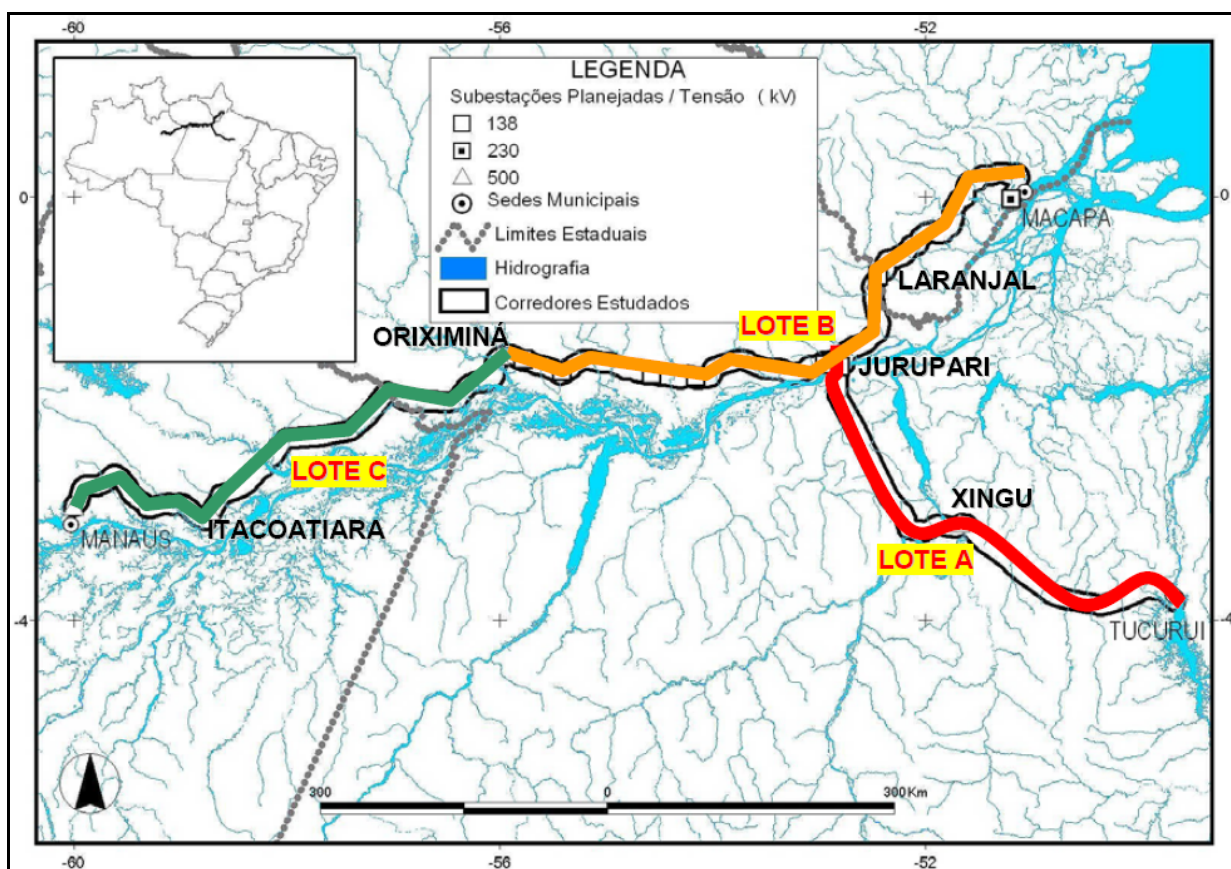 -60
-56
-52
LEGENDA
Subestações Planejadas / Tensão ( kV)
138
230
500
Sedes Municipais
Limites Estaduais
Hidrografia
Corredores Estudados
0
0
MACAPA
LARANJAL
LOTE B
ORIXIMINÁ
JURUPARI
LOTE C
XINGU
ITACOATIARA
MANAUS
LOTE A
-4
-4
TUCURUI
300
0
300 Km
-60
-56
-52